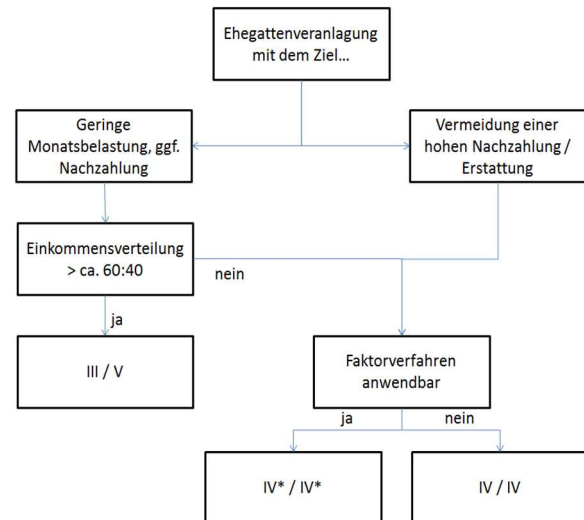 Ehegattenveranlagung
mit dem Ziel...
Geringe
Monatsbelastung, ggf.
Nachzahlung
Vermeidung einer
hohen Nachzahlung /
Erstattung
Einkommensverteilung
> ca. 60:40
nein
ja
III / V
Faktorverfahren
anwendbar
ja
nein
IV* / IV*
IV / IV